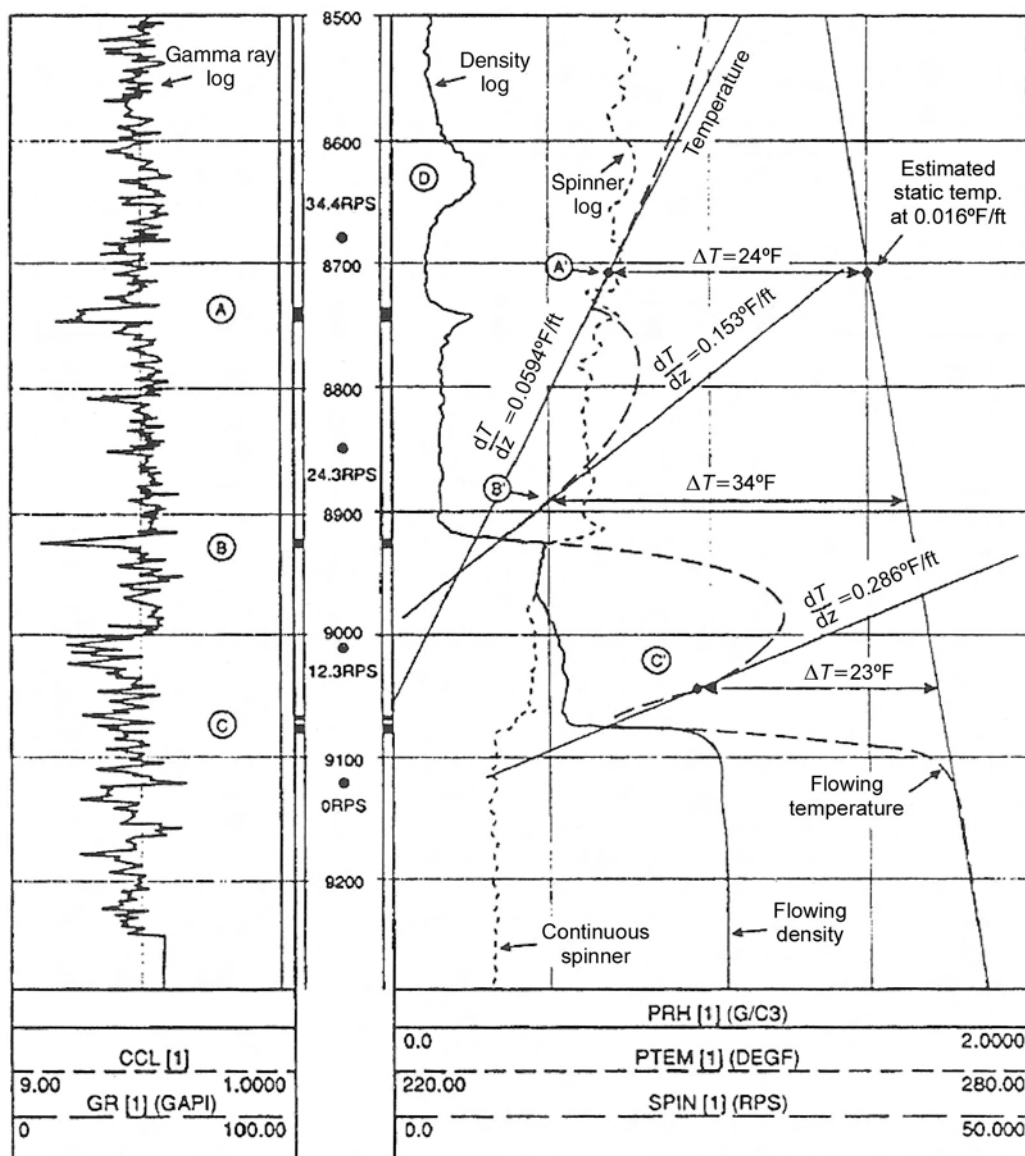 8500
Gamma ray
log
Density
log
Temperature
8600
D
34.4RPS
Spinner
log
Estimated
static temp.
at 0.016ºF/ft
8700
A'
ΔT=24ºF
A
dT/dz=0.0594ºF/ft
dT/dz=0.153ºF/ft
8800
24.3RPS
B'
ΔT=34ºF
8900
B
dT/dz=0.286ºF/ft
9000
12.3RPS
C'
ΔT=23ºF
C
9100
0RPS
Flowing
temperature
9200
Continuous
spinner
Flowing
density
PRH [1] (G/C3)
0.0 2.0000
CCL [1]
PTEM [1] (DEGF)
9.00 1.0000
220.00 280.00
GR [1] (GAPI)
SPIN [1] (RPS)
0 100.00
0.0 50.000